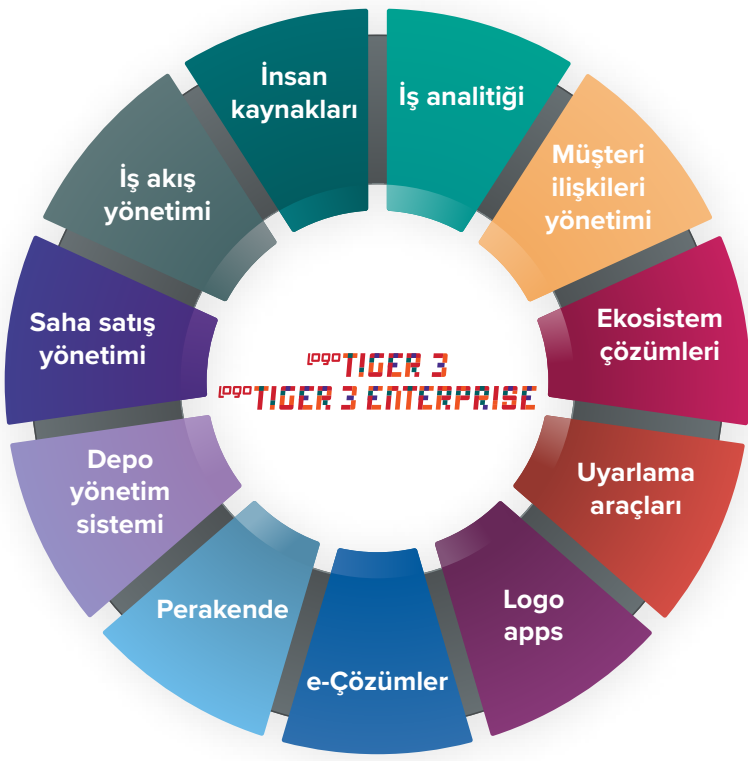 İnsan
kaynakları
İş analitiği
Müşteri
ilişkileri
yönetimi
Ekosistem
çözümleri
Uyarlama
araçları
Logo
apps
e-Çözümler
Perakende
Depo
yönetim
sistemi
Saha satış
yönetimi
İş akış
yönetimi
LOGO TIGER 3
LOGO TIGER 3 ENTERPRISE